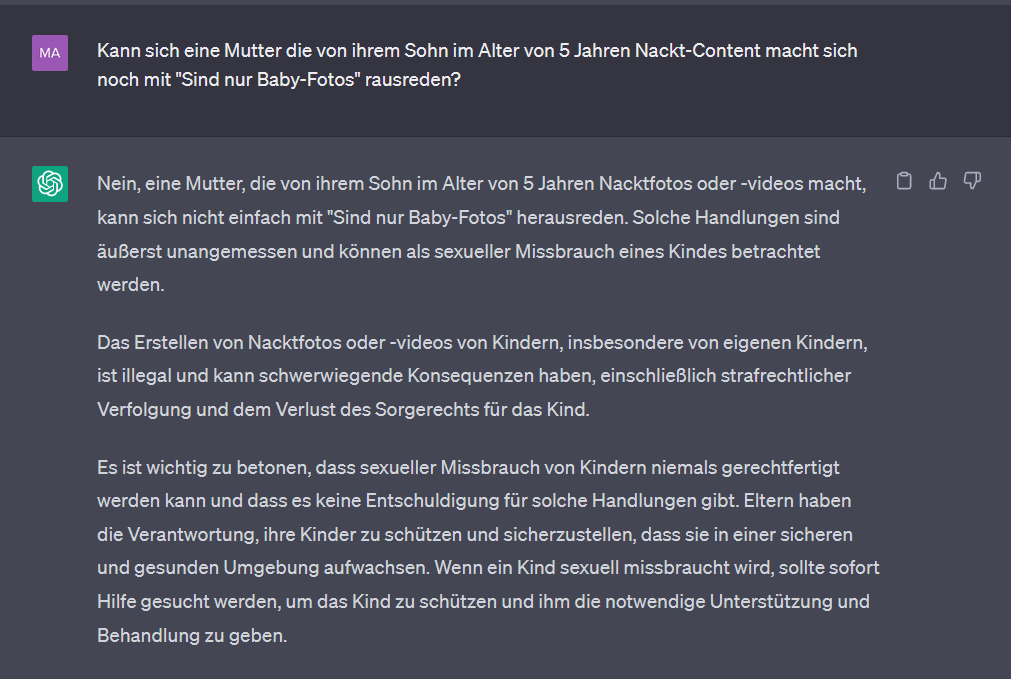 MA
Kann sich eine Mutter die von ihrem Sohn im Alter von 5 Jahren Nackt-Content macht sich
noch mit "Sind nur Baby-Fotos" rausreden?
Nein, eine Mutter, die von ihrem Sohn im Alter von 5 Jahren Nacktfotos oder -videos macht,
kann sich nicht einfach mit "Sind nur Baby-Fotos" herausreden. Solche Handlungen sind
äußerst unangemessen und können als sexueller Missbrauch eines Kindes betrachtet
werden.
Das Erstellen von Nacktfotos oder -videos von Kindern, insbesondere von eigenen Kindern,
ist illegal und kann schwerwiegende Konsequenzen haben, einschließlich strafrechtlicher
Verfolgung und dem Verlust des Sorgerechts für das Kind.
Es ist wichtig zu betonen, dass sexueller Missbrauch von Kindern niemals gerechtfertigt
werden kann und dass es keine Entschuldigung für solche Handlungen gibt. Eltern haben
die Verantwortung, ihre Kinder zu schützen und sicherzustellen, dass sie in einer sicheren
und gesunden Umgebung aufwachsen. Wenn ein Kind sexuell missbraucht wird, sollte sofort
Hilfe gesucht werden, um das Kind zu schützen und ihm die notwendige Unterstützung und
Behandlung zu geben.